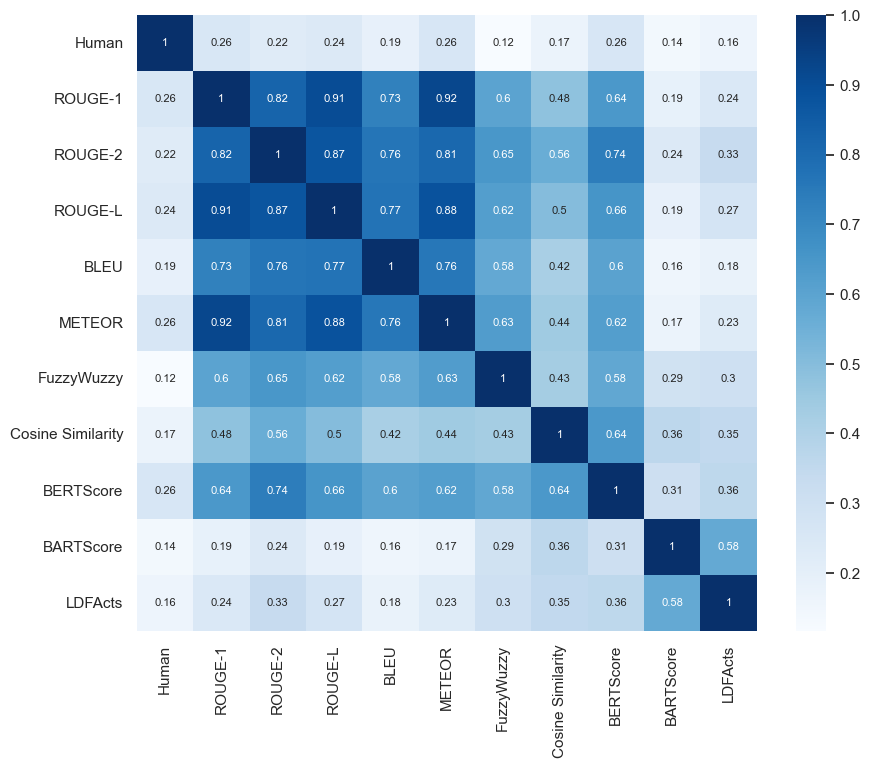 Human 1 0.26 0.22 0.24 0.19 0.26 0.12 0.17 0.26 0.14 0.16
ROUGE-1 0.26 1 0.82 0.91 0.73 0.92 0.6 0.48 0.64 0.19 0.24
ROUGE-2 0.22 0.82 1 0.87 0.76 0.81 0.65 0.56 0.74 0.24 0.33
ROUGE-L 0.24 0.91 0.87 1 0.77 0.88 0.62 0.5 0.66 0.19 0.27
BLEU 0.19 0.73 0.76 0.77 1 0.76 0.58 0.42 0.6 0.16 0.18
METEOR 0.26 0.92 0.81 0.88 0.76 1 0.63 0.44 0.62 0.17 0.23
FuzzyWuzzy 0.12 0.6 0.65 0.62 0.58 0.63 1 0.43 0.58 0.29 0.3
Cosine Similarity 0.17 0.48 0.56 0.5 0.42 0.44 0.43 1 0.64 0.36 0.35
BERTScore 0.26 0.64 0.74 0.66 0.6 0.62 0.58 0.64 1 0.31 0.36
BARTScore 0.14 0.19 0.24 0.19 0.16 0.17 0.29 0.36 0.31 1 0.58
LDFActs 0.16 0.24 0.33 0.27 0.18 0.23 0.3 0.35 0.36 0.58 1
Human
ROUGE-1
ROUGE-2
ROUGE-L
BLEU
METEOR
FuzzyWuzzy
Cosine Similarity
BERTScore
BARTScore
LDFActs
1.0
0.9
0.8
0.7
0.6
0.5
0.4
0.3
0.2